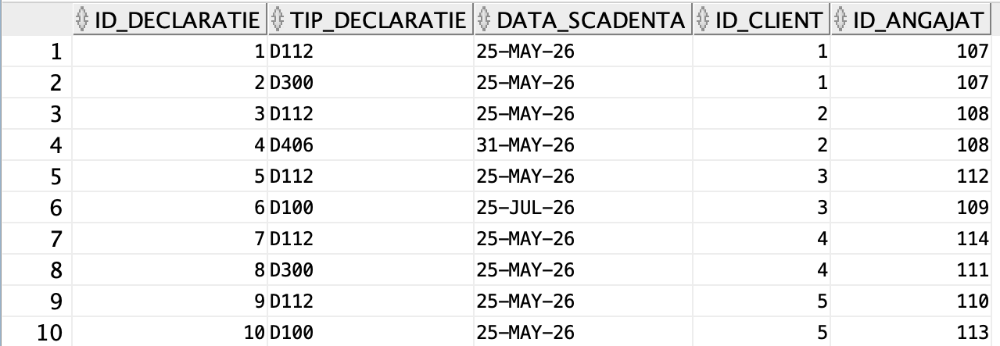 ID_DECLARATIE TIP_DECLARATIE DATA_SCADENTA ID_CLIENT ID_ANGAJAT
1 1 D112 25-MAY-26 1 107
2 2 D300 25-MAY-26 1 107
3 3 D112 25-MAY-26 2 108
4 4 D406 31-MAY-26 2 108
5 5 D112 25-MAY-26 3 112
6 6 D100 25-JUL-26 3 109
7 7 D112 25-MAY-26 4 114
8 8 D300 25-MAY-26 4 111
9 9 D112 25-MAY-26 5 110
10 10 D100 25-MAY-26 5 113